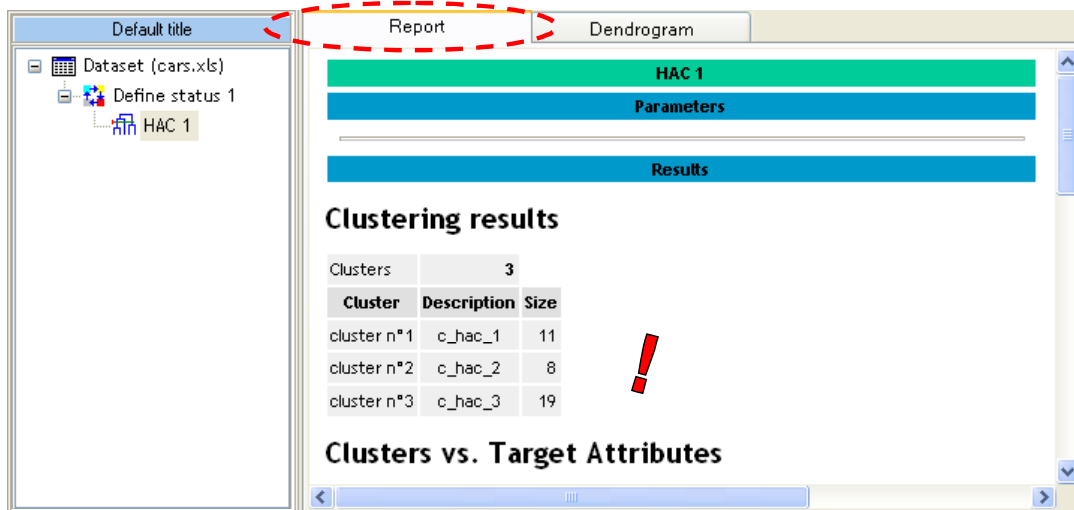 Default title
Dataset (cars.xls)
Define status 1
HAC 1
Report
Dendrogram
HAC 1
Parameters
Results
Clustering results
Clusters 3
Cluster Description Size
cluster n°1 c_hac_1 11
cluster n°2 c_hac_2 8
cluster n°3 c_hac_3 19
!
Clusters vs. Target Attributes